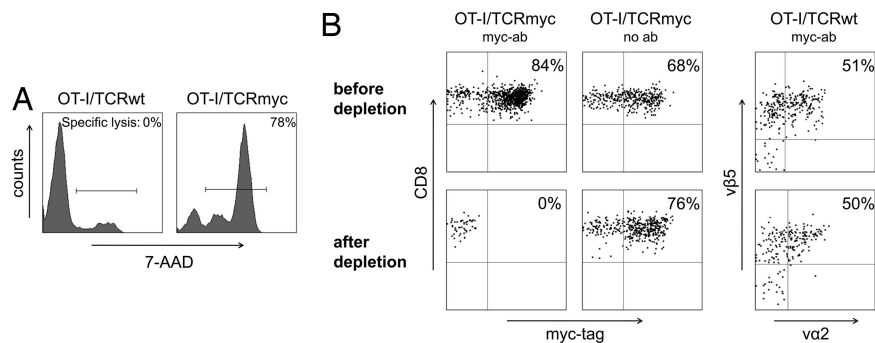 A
OT-I/TCRwt
OT-I/TCRmyc
Specific lysis: 0%
78%
counts
7-AAD
B
OT-I/TCRmyc
myc-ab
OT-I/TCRmyc
no ab
OT-I/TCRwt
myc-ab
before
depletion
84%
68%
51%
CD8
vβ5
after
depletion
0%
76%
50%
myc-tag
vα2